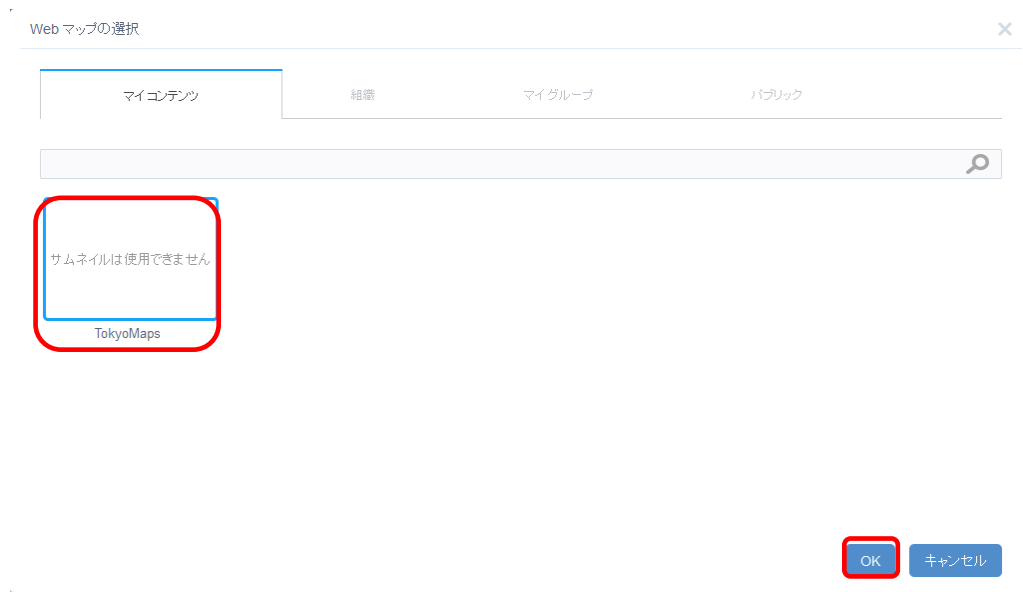 Web マップの選択
マイコンテンツ
組織
マイグループ
パブリック
サムネイルは使用できません
TokyoMaps
OK
キャンセル